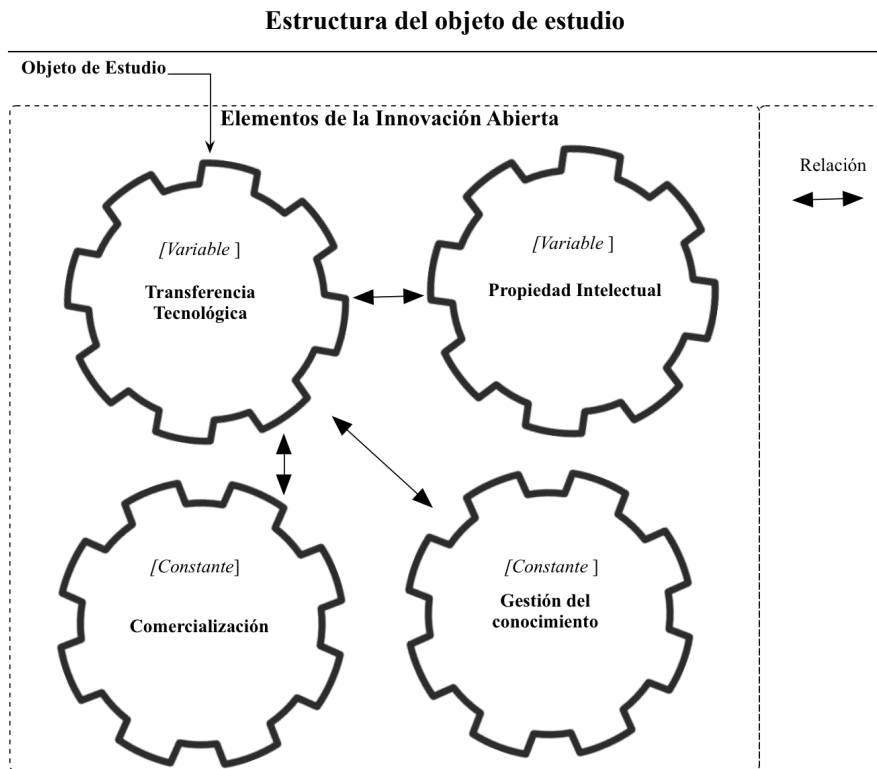 Estructura del objeto de estudio
Objeto de Estudio
Elementos de la Innovación Abierta
Relación
[Variable ]
Transferencia
Tecnológica
[Variable ]
Propiedad Intelectual
[Constante]
Comercialización
[Constante ]
Gestión del
conocimiento